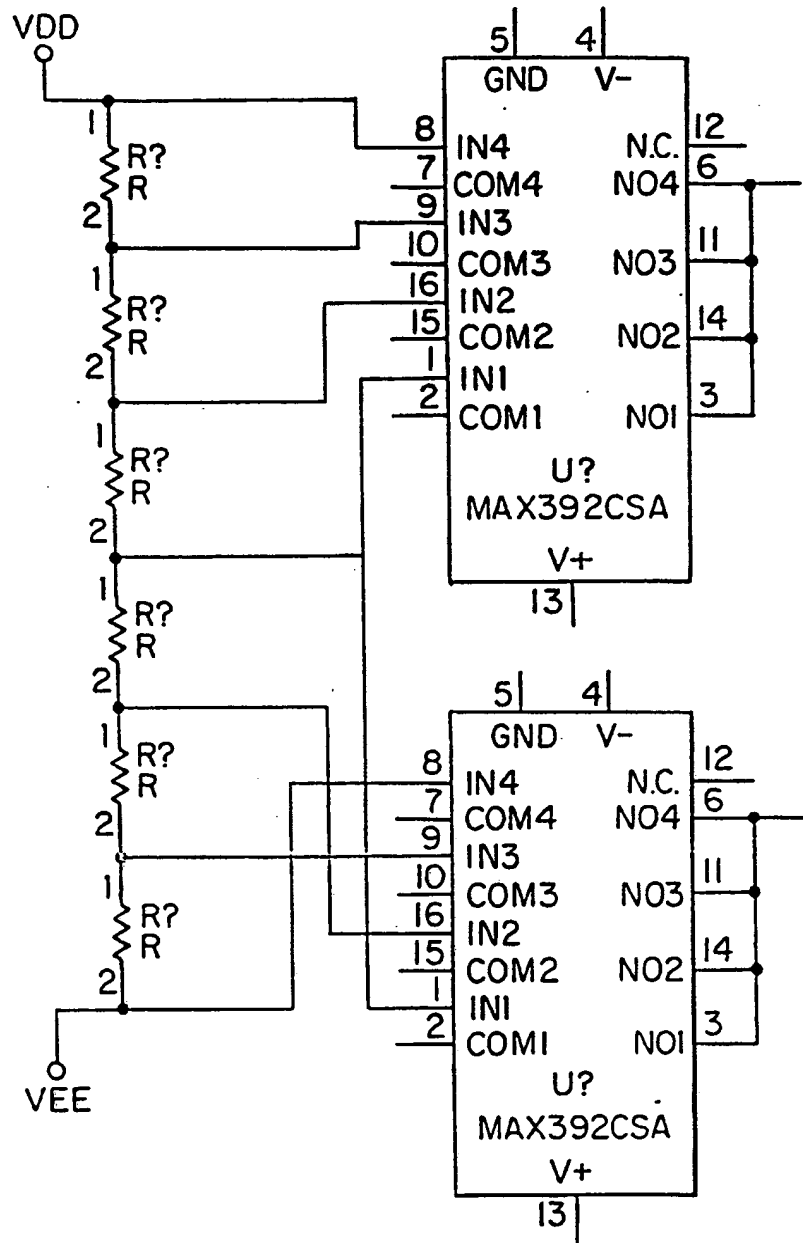 VDD
1
R?
R
2
1
R?
R
2
1
R?
R
2
1
R?
R
2
1
R?
R
2
1
R?
R
2
VEE
5 4
GND V-
8 IN4
7 COM4
9 IN3
10 COM3
16 IN2
15 COM2
1 IN1
2 COM1
N.C. 12
NO4 6
NO3 11
NO2 14
NO1 3
U?
MAX392CSA
V+
13
5 4
GND V-
8 IN4
7 COM4
9 IN3
10 COM3
16 IN2
15 COM2
1 IN1
2 COM1
N.C. 12
NO4 6
NO3 11
NO2 14
NO1 3
U?
MAX392CSA
V+
13